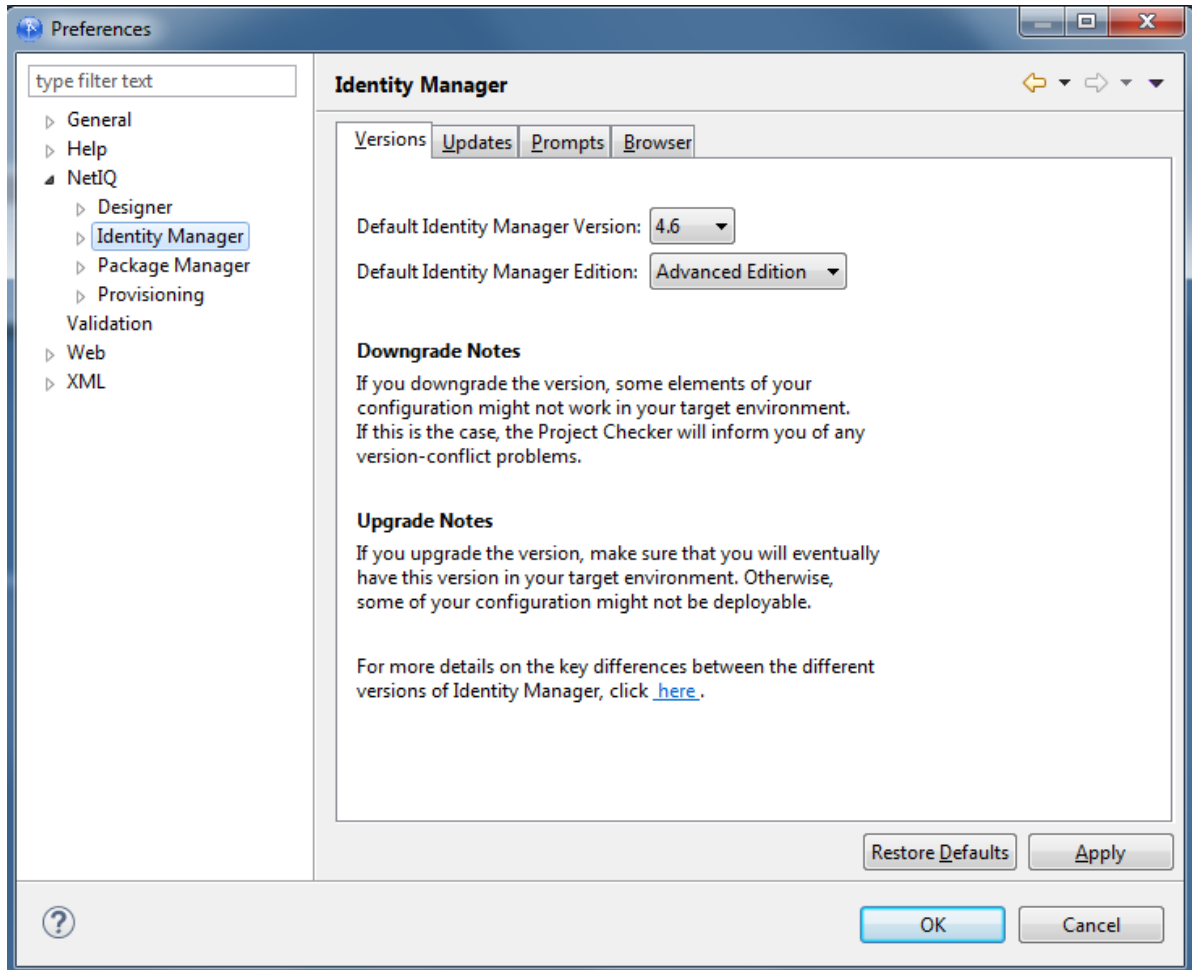 Preferences
type filter text
General
Help
NetIQ
Designer
Identity Manager
Package Manager
Provisioning
Validation
Web
XML
Identity Manager
Versions Updates Prompts Browser
Default Identity Manager Version: 4.6
Default Identity Manager Edition: Advanced Edition
Downgrade Notes
If you downgrade the version, some elements of your
configuration might not work in your target environment.
If this is the case, the Project Checker will inform you of any
version-conflict problems.
Upgrade Notes
If you upgrade the version, make sure that you will eventually
have this version in your target environment. Otherwise,
some of your configuration might not be deployable.
For more details on the key differences between the different
versions of Identity Manager, click here .
Restore Defaults Apply
? OK Cancel